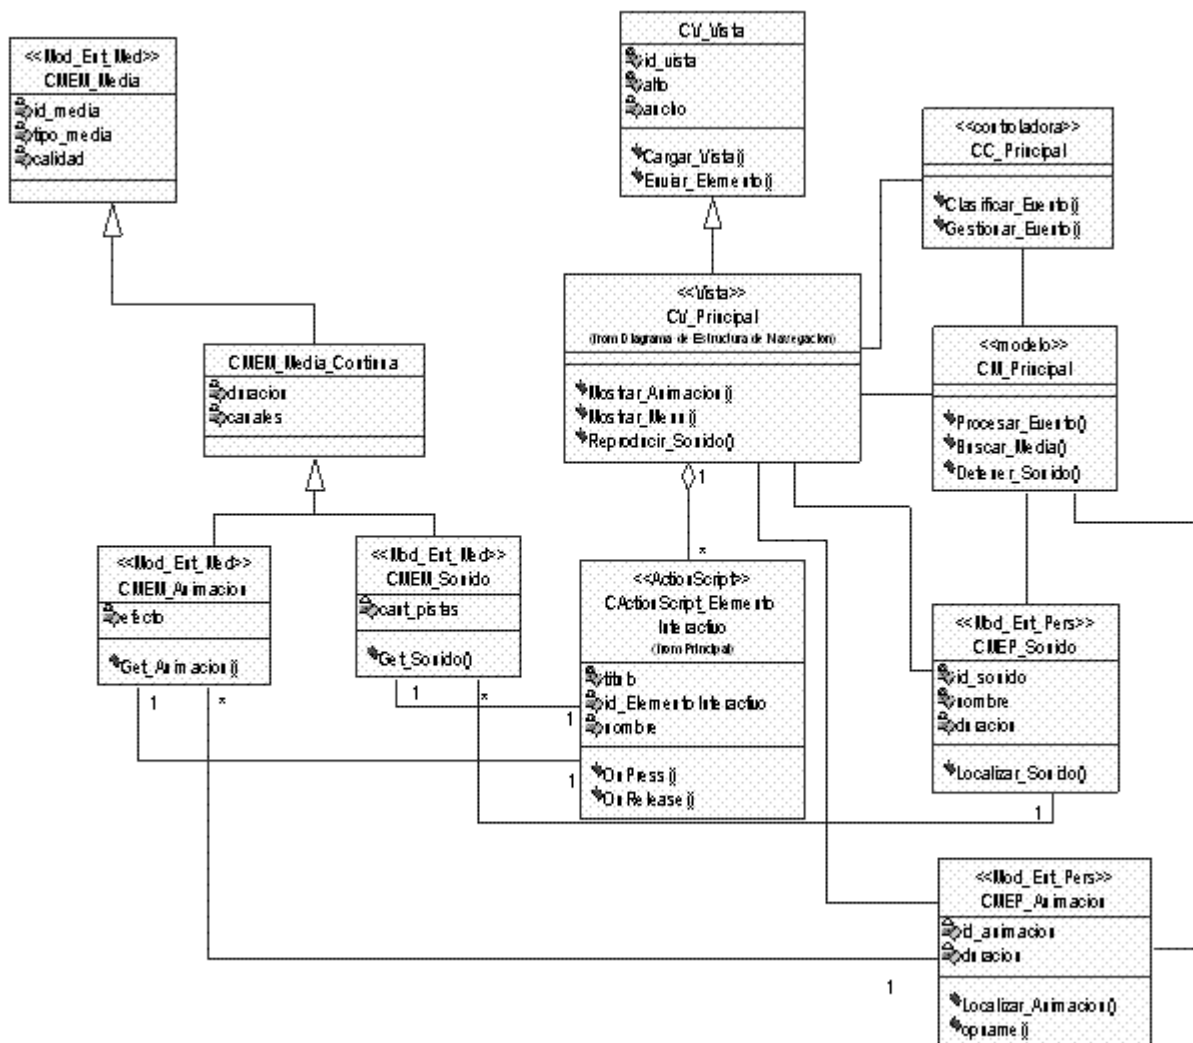 <<Mod_Ent_Med>>
CMEM_Media
id_media
tipo_media
calidad
CV_Vista
id_vista
alto
ancho
Cargar_Vista()
Enviar_Elemento()
<<controladora>>
CC_Principal
Clasificar_Evento()
Gestionar_Evento()
<<Vista>>
CV_Principal
(from Diagrama de Estructura de Navegación)
Mostrar_Animacion()
Mostrar_Menu()
Reproducir_Sonido()
<<modelo>>
CM_Principal
Procesar_Evento()
Buscar_Media()
Detener_Sonido()
CMEM_Media_Continua
duracion
canales
1
*
<<Mod_Ent_Med>>
CMEM_Animacion
efecto
Get_Animacion()
1
*
<<Mod_Ent_Med>>
CMEM_Sonido
cant_pistas
Get_Sonido()
1
*
<<ActionScript>>
CActionScript_Elemento
Interactivo
(from Principal)
titulo
id_Elemento Interactivo
nombre
OnPress()
OnRelease()
1
1
<<Mod_Ent_Pers>>
CMEP_Sonido
id_sonido
nombre
duracion
Localizar_Sonido()
1
<<Mod_Ent_Pers>>
CMEP_Animacion
id_animacion
duracion
Localizar_Animacion()
opname()
1